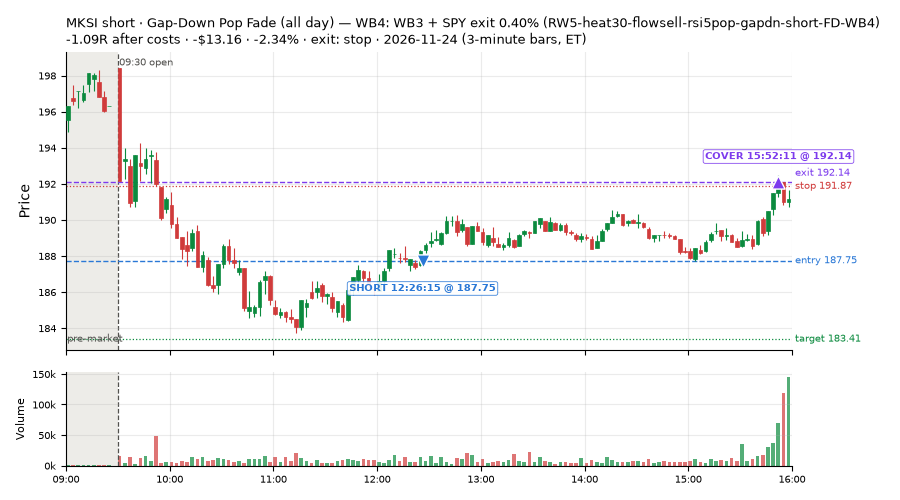 MKSI short · Gap-Down Pop Fade (all day) — WB4: WB3 + SPY exit 0.40% (RW5-heat30-flowsell-rsi5pop-gapdn-short-FD-WB4)
-1.09R after costs · -$13.16 · -2.34% · exit: stop · 2026-11-24 (3-minute bars, ET)
09:30 open
198
196
194
192
190
188
186
184
Price
COVER 15:52:11 @ 192.14
exit 192.14
stop 191.87
entry 187.75
SHORT 12:26:15 @ 187.75
target 183.41
pre-market
150k
100k
50k
0k
Volume
09:00
10:00
11:00
12:00
13:00
14:00
15:00
16:00